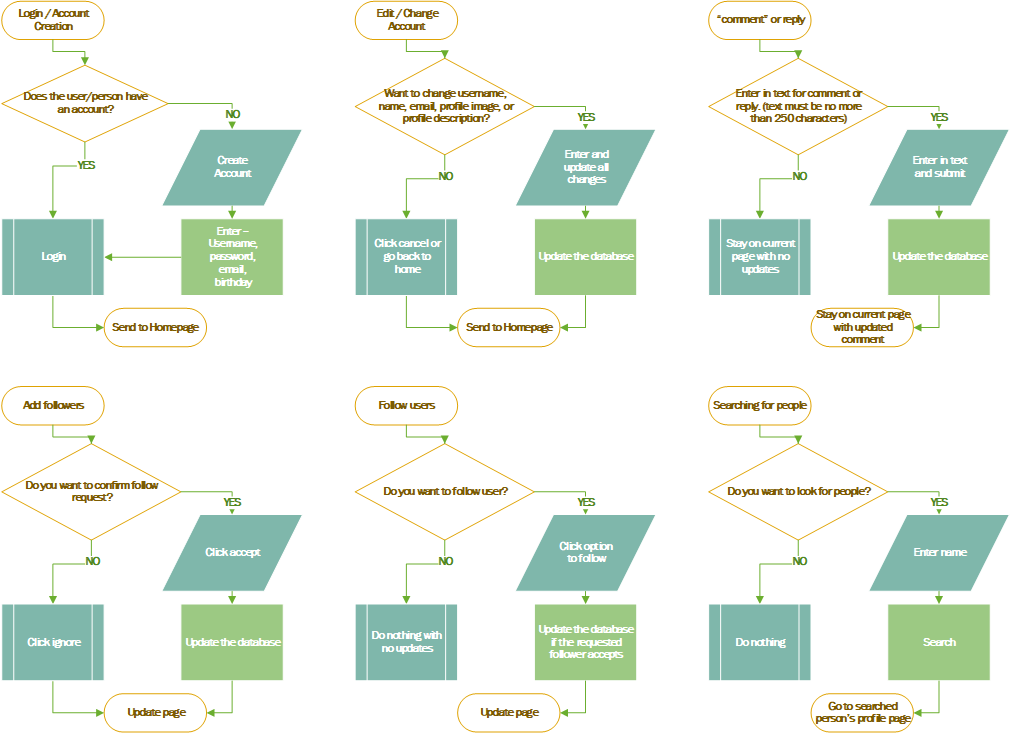 Login / Account
Creation
Does the user/person have
an account?
NO
YES
Create
Account
Login
Enter –
Username,
password,
email,
birthday
Send to Homepage
Edit / Change
Account
Want to change username,
name, email, profile image, or
profile description?
YES
NO
Enter and
update all
changes
Click cancel or
go back to
home
Update the database
Send to Homepage
“comment” or reply
Enter in text for comment or
reply. (text must be no more
than 250 characters)
YES
NO
Enter in text
and submit
Stay on current
page with no
updates
Update the database
Stay on current page
with updated
comment
Add followers
Do you want to confirm follow
request?
YES
NO
Click accept
Click ignore
Update the database
Update page
Follow users
Do you want to follow user?
YES
NO
Click option
to follow
Do nothing with
no updates
Update the database
if the requested
follower accepts
Update page
Searching for people
Do you want to look for people?
YES
NO
Enter name
Do nothing
Search
Go to searched
person’s profile page